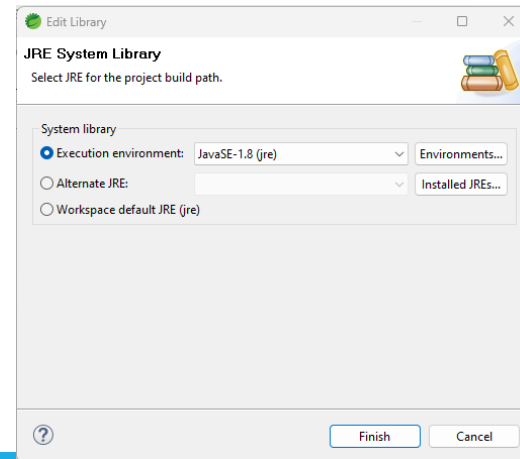 Edit Library
JRE System Library
Select JRE for the project build path.
System library
Execution environment: JavaSE-1.8 (jre) Environments...
Alternate JRE: Installed JREs...
Workspace default JRE (jre)
?
Finish Cancel